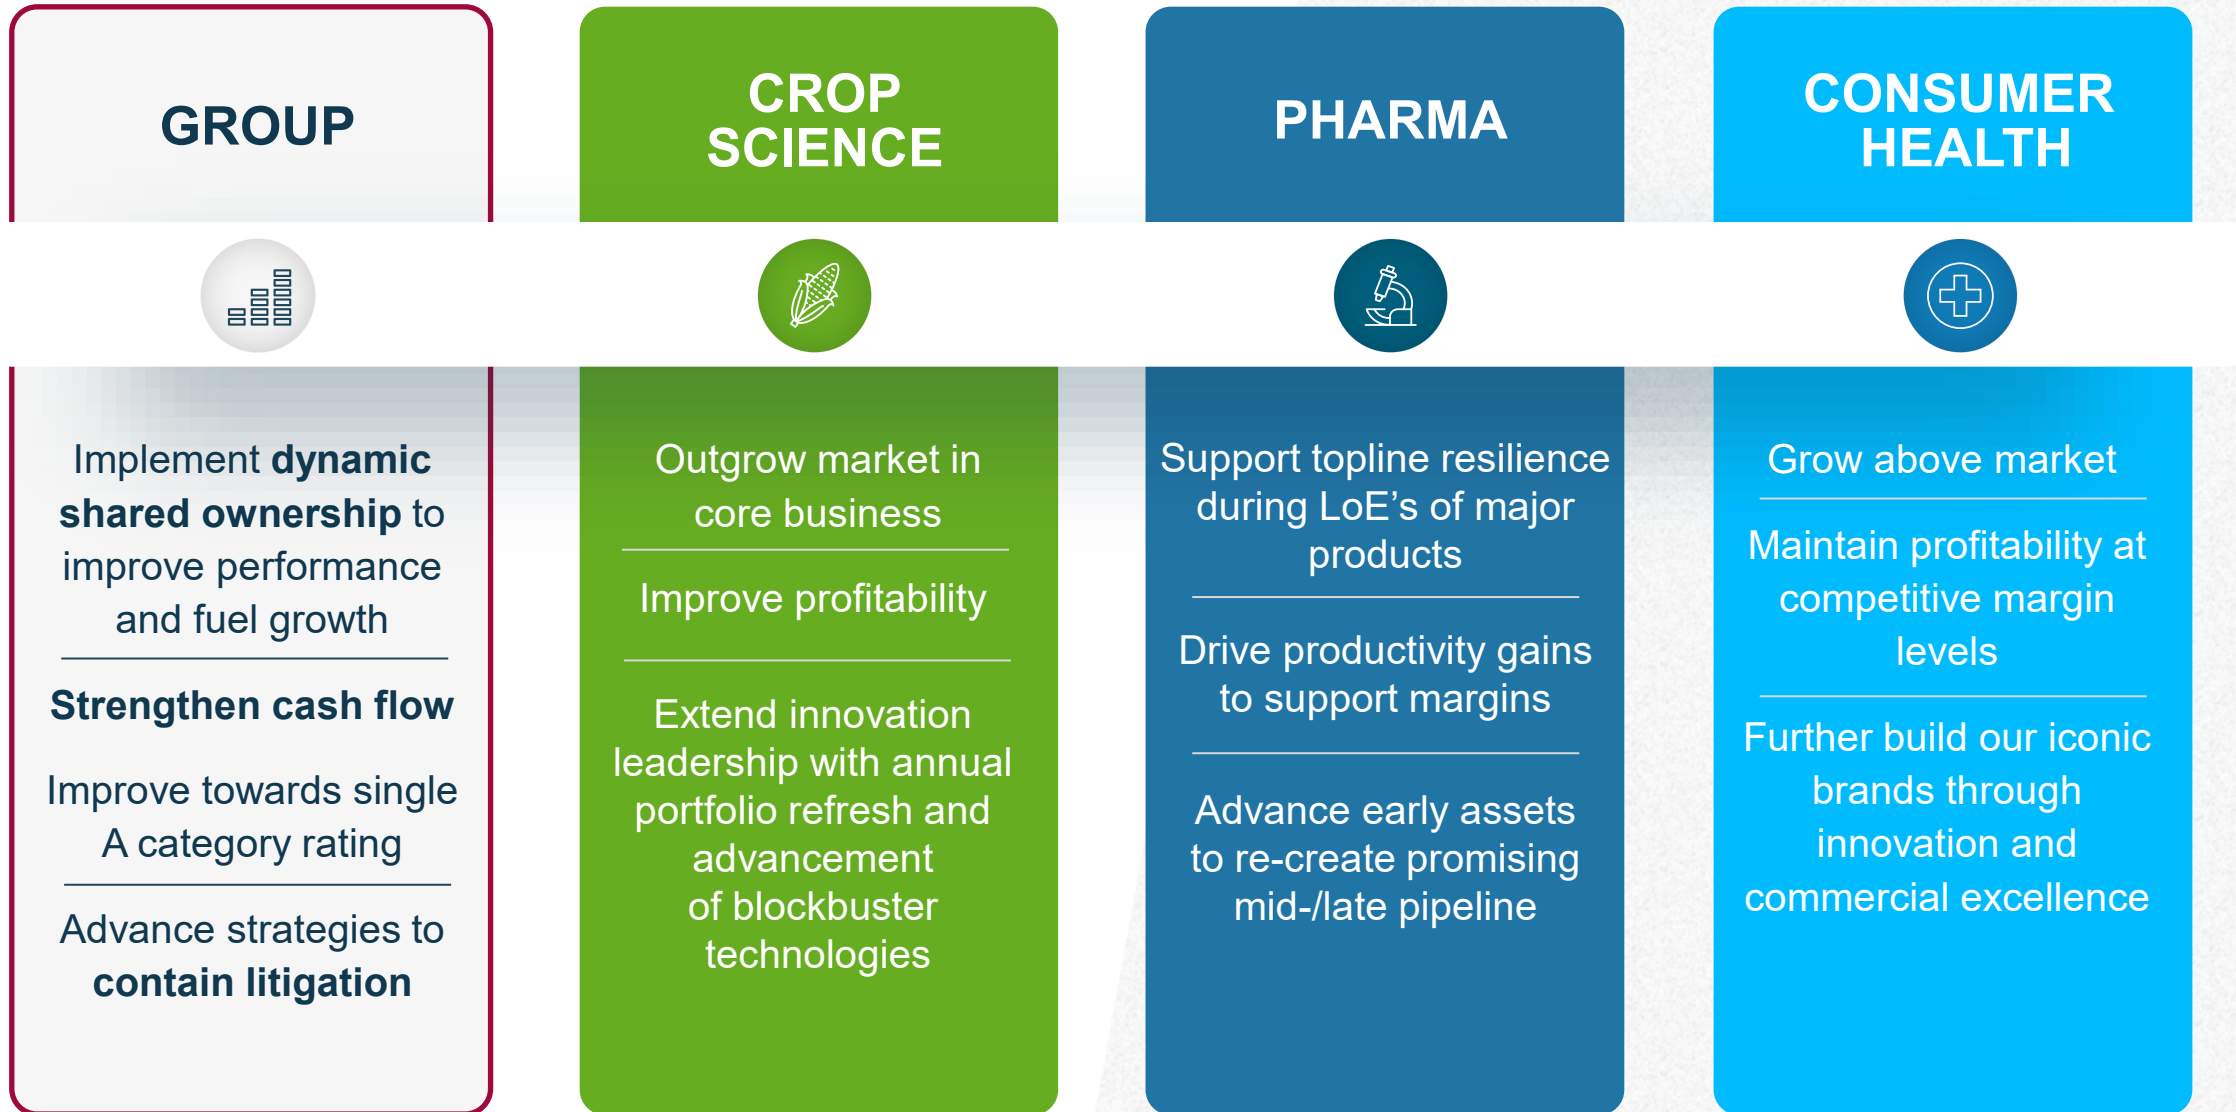 GROUP
Implement dynamic
shared ownership to
improve performance
and fuel growth
Strengthen cash flow
Improve towards single
A category rating
Advance strategies to
contain litigation
CROP
SCIENCE
Outgrow market in
core business
Improve profitability
Extend innovation
leadership with annual
portfolio refresh and
advancement
of blockbuster
technologies
PHARMA
Support topline resilience
during LoE’s of major
products
Drive productivity gains
to support margins
Advance early assets
to re-create promising
mid-/late pipeline
CONSUMER
HEALTH
Grow above market
Maintain profitability at
competitive margin
levels
Further build our iconic
brands through
innovation and
commercial excellence